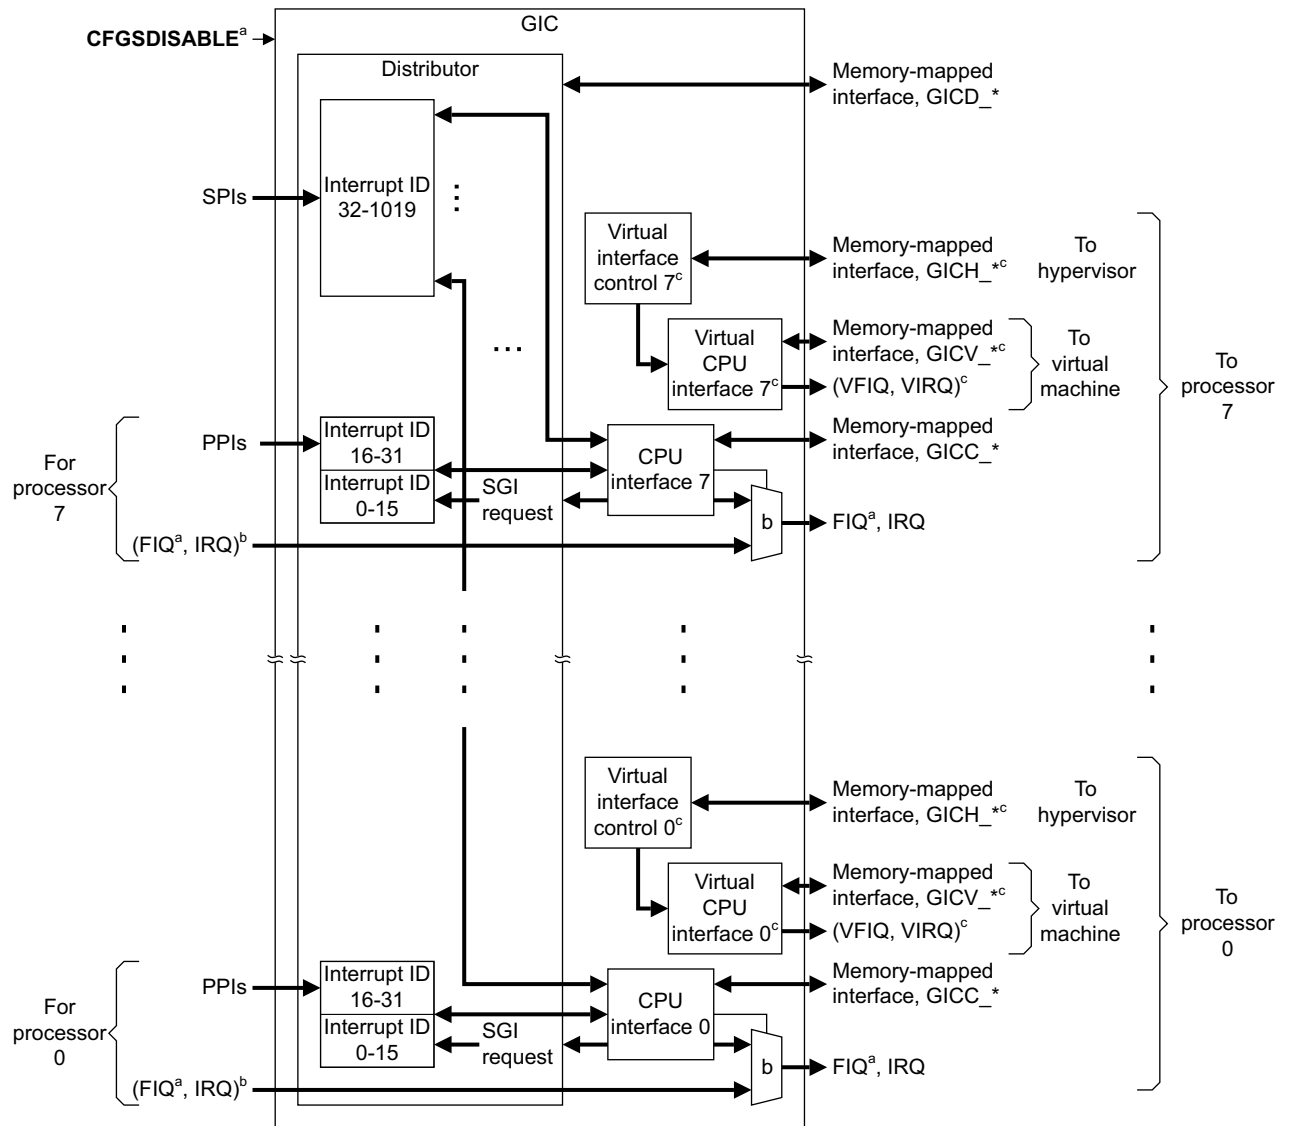 GIC
CFGSDISABLEᵃ
Distributor
Memory-mapped
interface, GICD_*
SPIs
Interrupt ID
32-1019
Virtual
interface
control 7ᶜ
Memory-mapped
interface, GICH_*ᶜ
To
hypervisor
Virtual
CPU
interface 7ᶜ
Memory-mapped
interface, GICV_*ᶜ
(VFIQ, VIRQ)ᶜ
To
virtual
machine
To
processor
7
For
processor
7
PPIs
Interrupt ID
16-31
Interrupt ID
0-15
SGI
request
CPU
interface 7
Memory-mapped
interface, GICC_*
b
FIQᵃ, IRQ
(FIQᵃ, IRQ)ᵇ
Virtual
interface
control 0ᶜ
Memory-mapped
interface, GICH_*ᶜ
To
hypervisor
Virtual
CPU
interface 0ᶜ
Memory-mapped
interface, GICV_*ᶜ
(VFIQ, VIRQ)ᶜ
To
virtual
machine
To
processor
0
For
processor
0
PPIs
Interrupt ID
16-31
Interrupt ID
0-15
SGI
request
CPU
interface 0
Memory-mapped
interface, GICC_*
b
FIQᵃ, IRQ
(FIQᵃ, IRQ)ᵇ